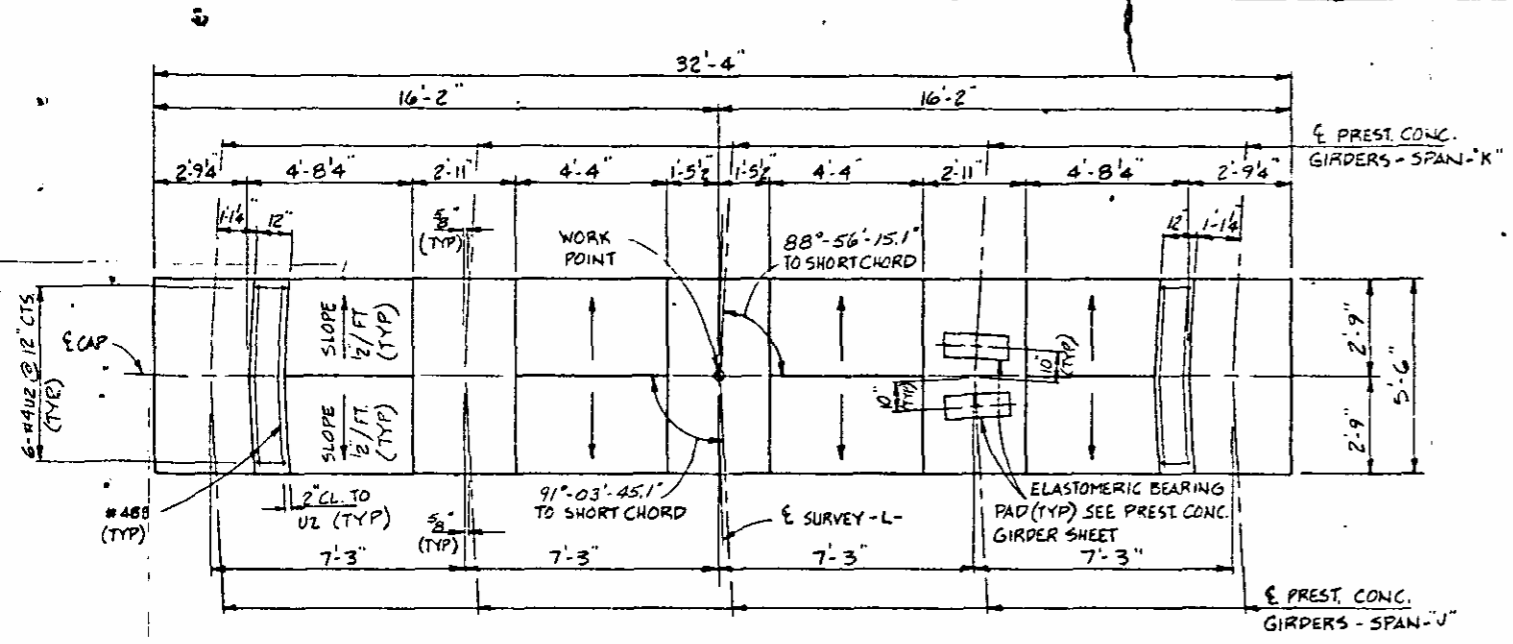 32'-4"
16'-2"
16'-2"
℄ PREST. CONC.
GIRDERS - SPAN-"K"
2'-9¼"
4'-8¼"
2'-11"
4'-4"
1'-5½"
1'-5½"
4'-4"
2'-11"
4'-8¼"
2'-9¼"
1'-1¼"
12"
⅝"
(TYP)
WORK
POINT
88°-56'-15.1"
TO SHORT CHORD
12"
1'-1¼"
6-#4U2 @ 12" CTS.
(TYP.)
℄ CAP
SLOPE
½"/FT
(TYP)
SLOPE
½"/FT.
(TYP)
10"
(TYP)
10"
(TYP)
2'-9"
2'-9"
5'-6"
#4B8
(TYP)
2" CL. TO
U2 (TYP)
91°-03'-45.1"
TO SHORT CHORD
⅝"
(TYP)
℄ SURVEY -L-
ELASTOMERIC BEARING
PAD (TYP) SEE PREST. CONC.
GIRDER SHEET
7'-3"
7'-3"
7'-3"
7'-3"
℄ PREST. CONC.
GIRDERS - SPAN-"J"